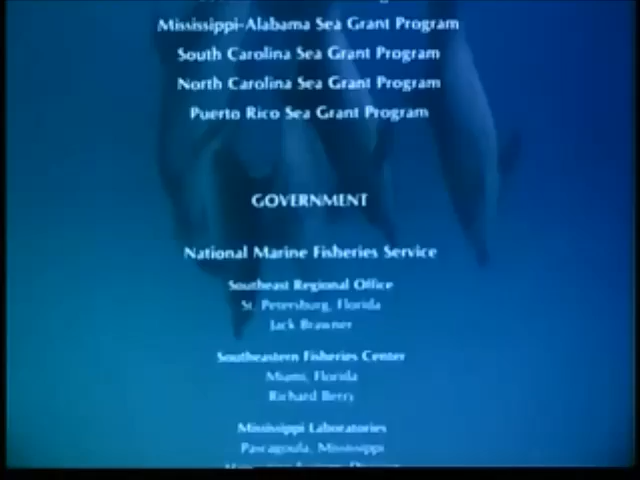 Mississippi-Alabama Sea Grant Program
South Carolina Sea Grant Program
North Carolina Sea Grant Program
Puerto Rico Sea Grant Program
GOVERNMENT
National Marine Fisheries Service
Southeast Regional Office
St. Petersburg, Florida
Jack Brawner
Southeastern Fisheries Center
Miami, Florida
Richard Berry
Mississippi Laboratories
Pascagoula, Mississippi